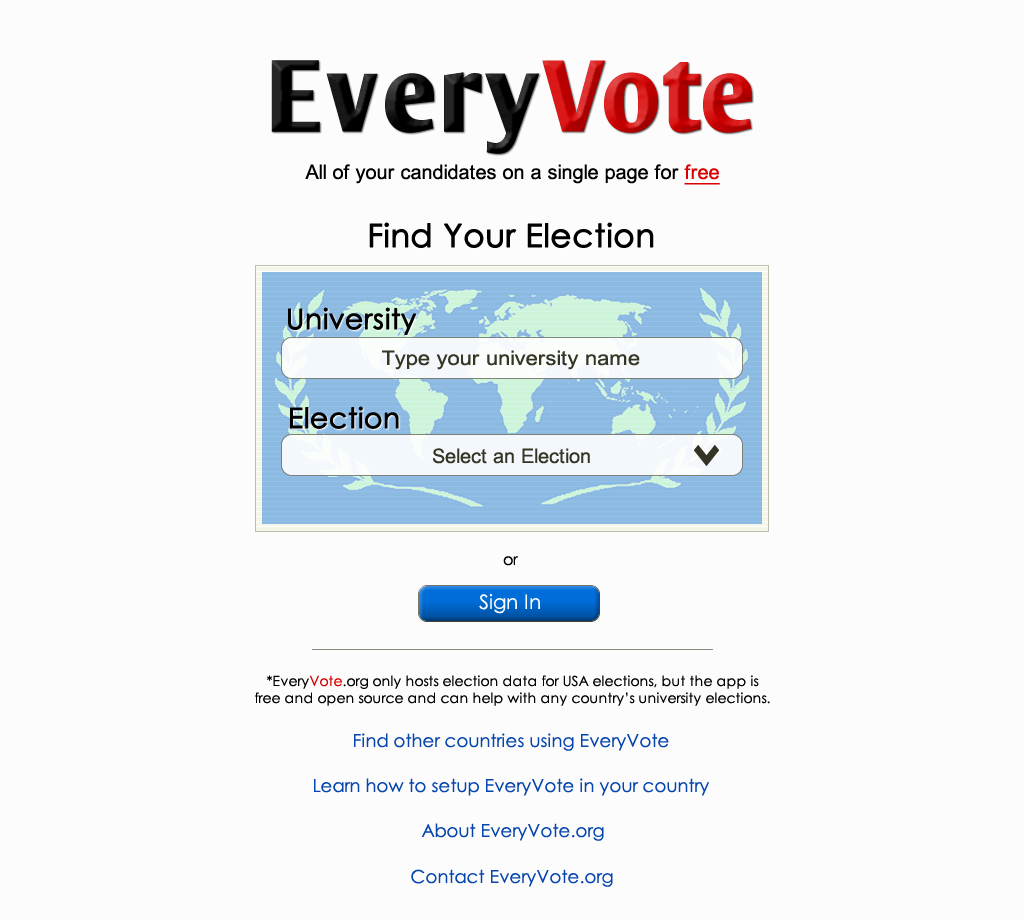 EveryVote
All of your candidates on a single page for free
Find Your Election
University
Type your university name
Election
Select an Election
or
Sign In
*EveryVote.org only hosts election data for USA elections, but the app is
free and open source and can help with any country's university elections.
Find other countries using EveryVote
Learn how to setup EveryVote in your country
About EveryVote.org
Contact EveryVote.org